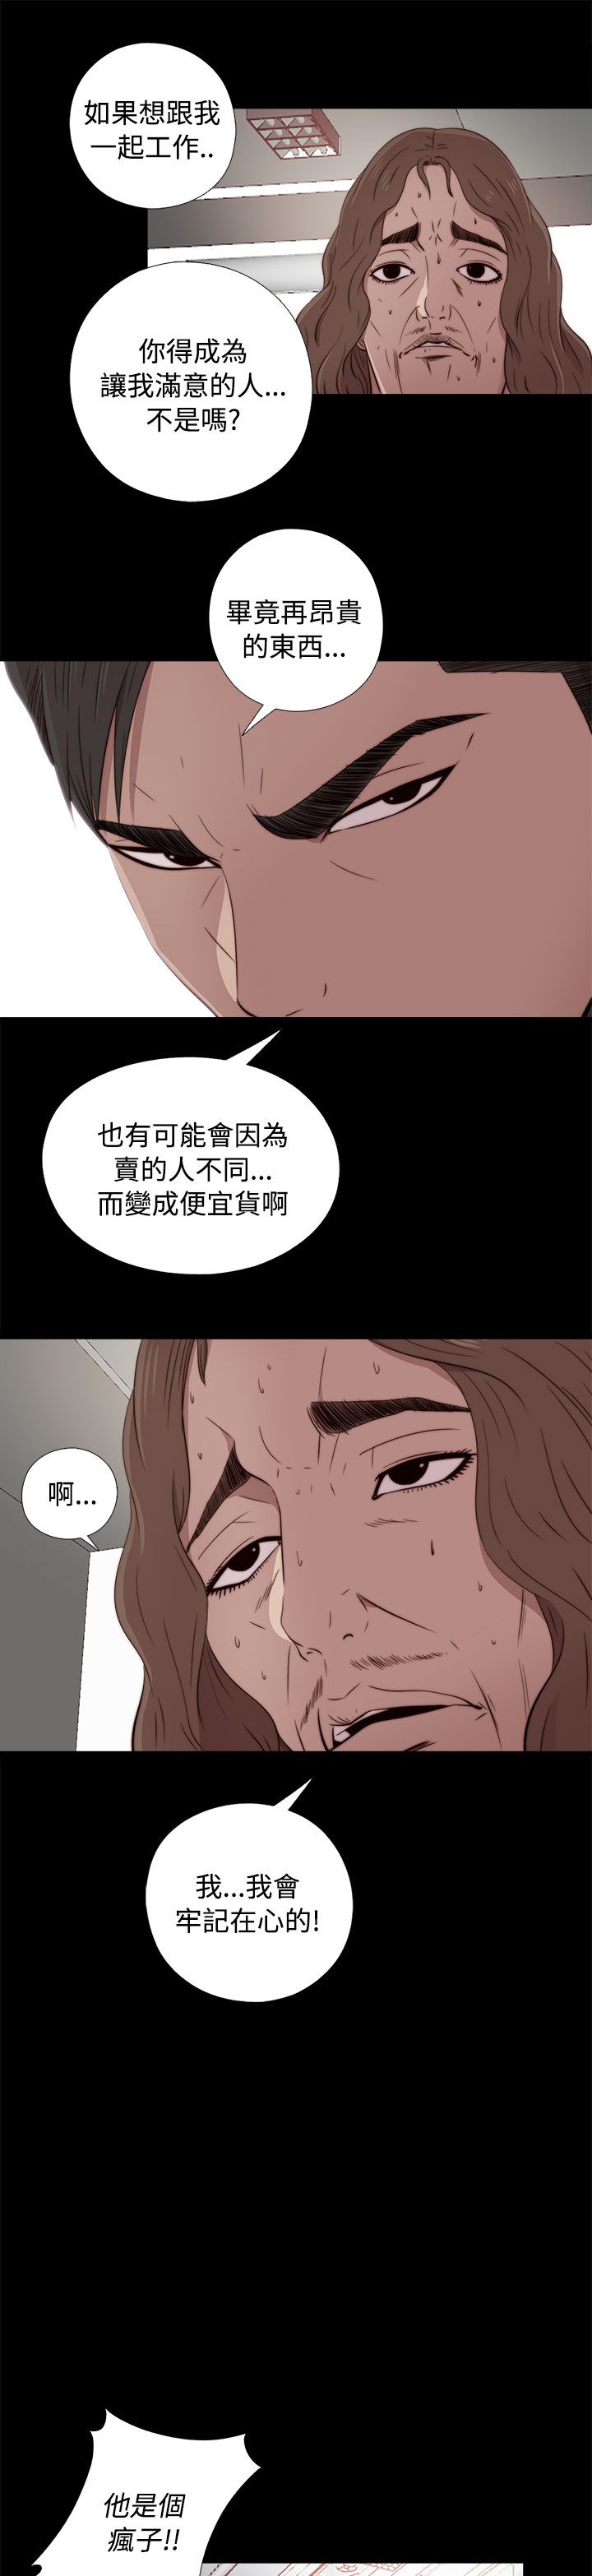 如果想跟我
一起工作..
你得成為
讓我滿意的人...
不是嗎?
畢竟再昂貴
的東西...
也有可能會因為
賣的人不同...
而變成便宜貨啊
啊...
我...我會
牢記在心的!
他是個
瘋子!!